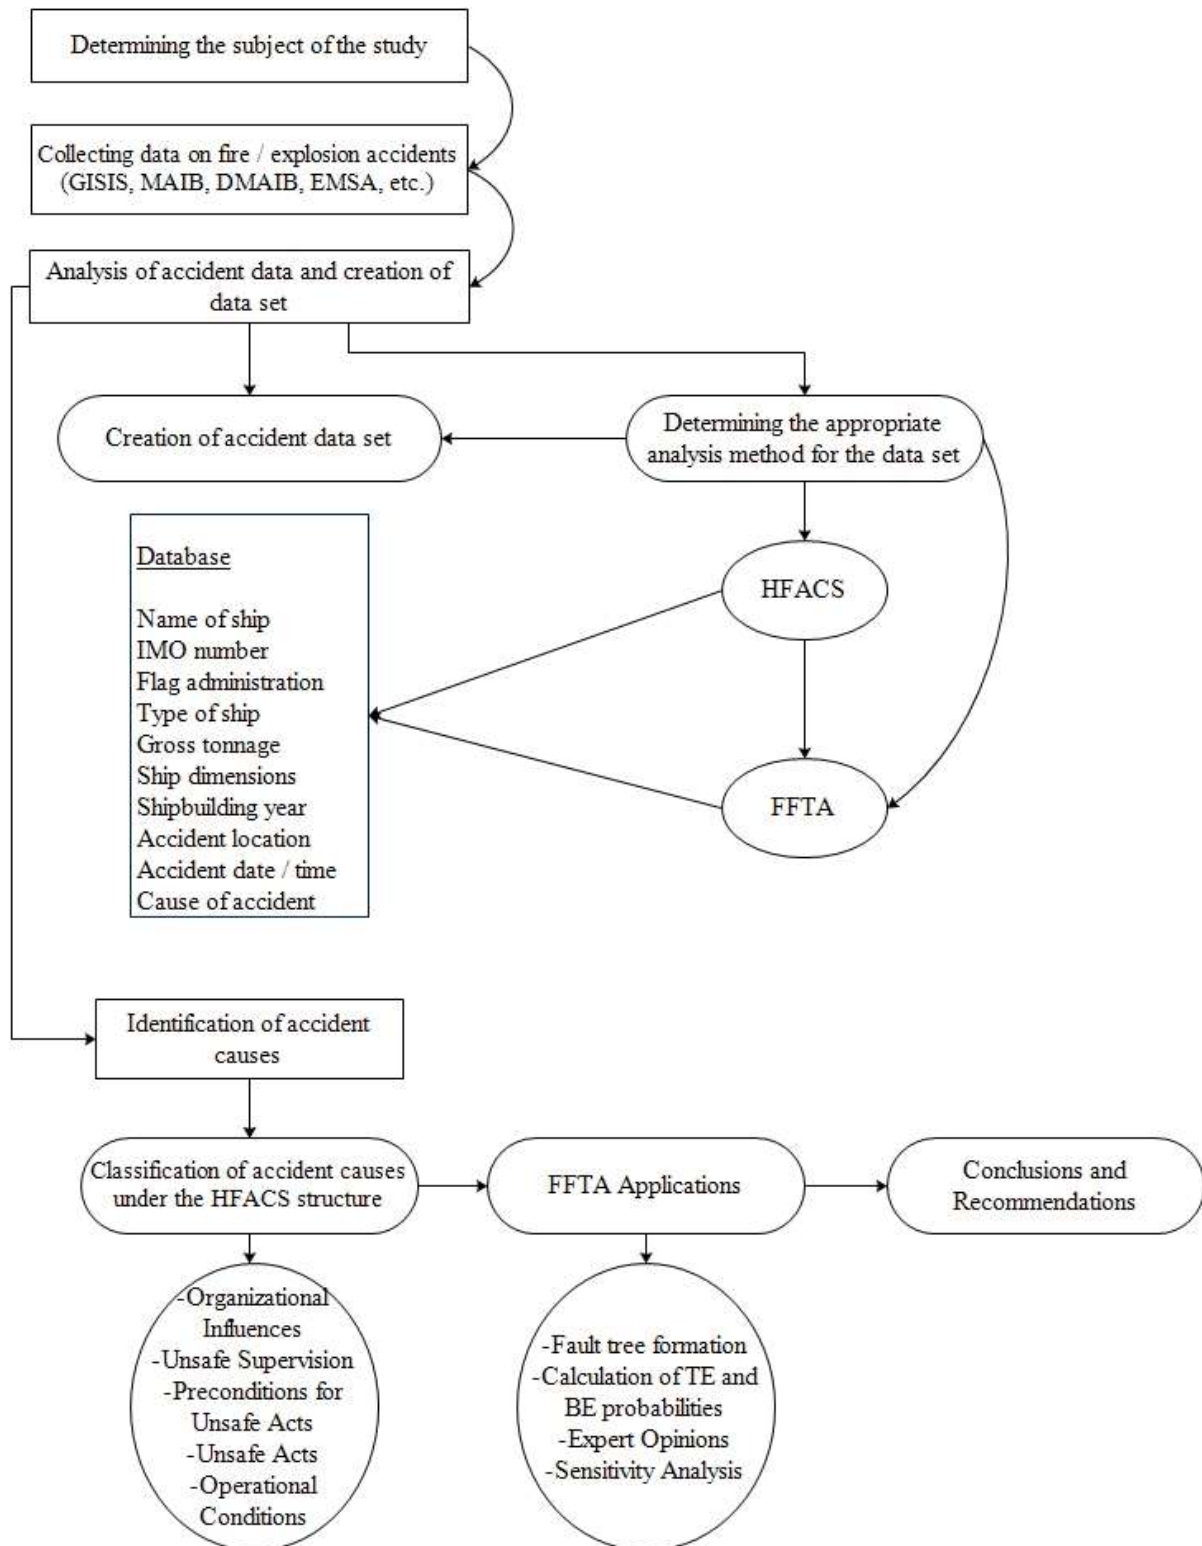 Determining the subject of the study
Collecting data on fire / explosion accidents
(GISIS, MAIB, DMAIB, EMSA, etc.)
Analysis of accident data and creation of
data set
Creation of accident data set
Determining the appropriate
analysis method for the data set
Database
Name of ship
IMO number
Flag administration
Type of ship
Gross tonnage
Ship dimensions
Shipbuilding year
Accident location
Accident date / time
Cause of accident
HFACS
FFTA
Identification of accident
causes
Classification of accident causes
under the HFACS structure
FFTA Applications
Conclusions and
Recommendations
-Organizational
Influences
-Unsafe Supervision
-Preconditions for
Unsafe Acts
-Unsafe Acts
-Operational
Conditions
-Fault tree formation
-Calculation of TE and
BE probabilities
-Expert Opinions
-Sensitivity Analysis